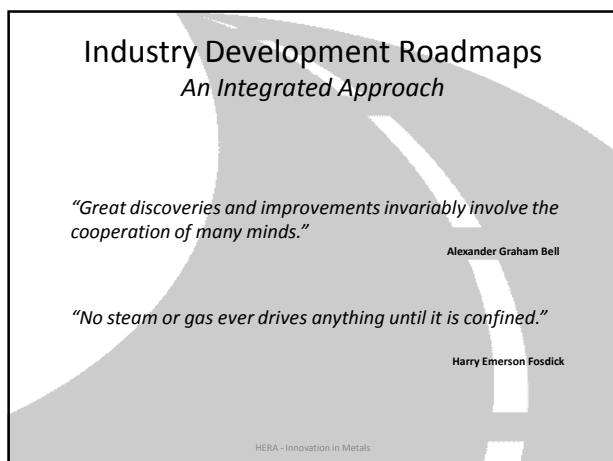 Industry Development Roadmaps
An Integrated Approach
“Great discoveries and improvements invariably involve the
cooperation of many minds.”
Alexander Graham Bell
“No steam or gas ever drives anything until it is confined.”
Harry Emerson Fosdick
HERA - Innovation in Metals